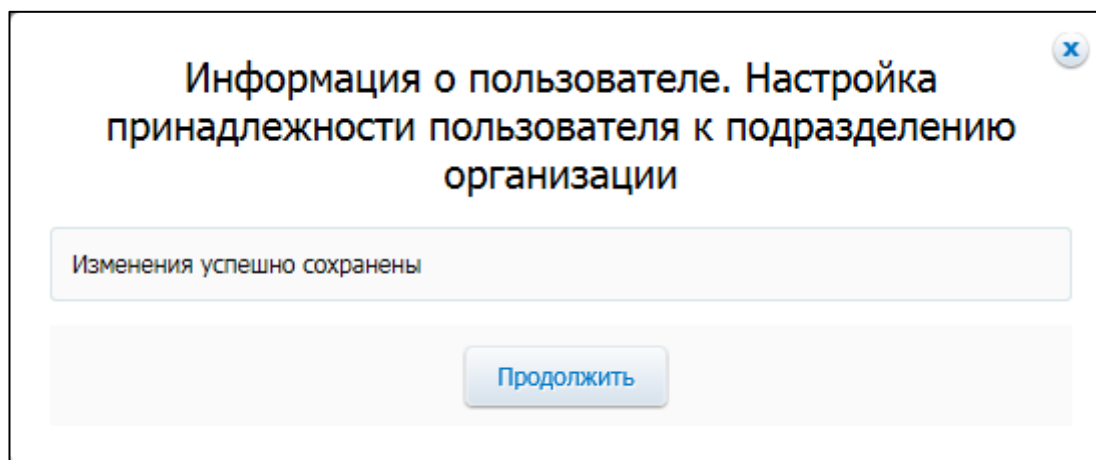 Информация о пользователе. Настройка
принадлежности пользователя к подразделению
организации
Изменения успешно сохранены
Продолжить